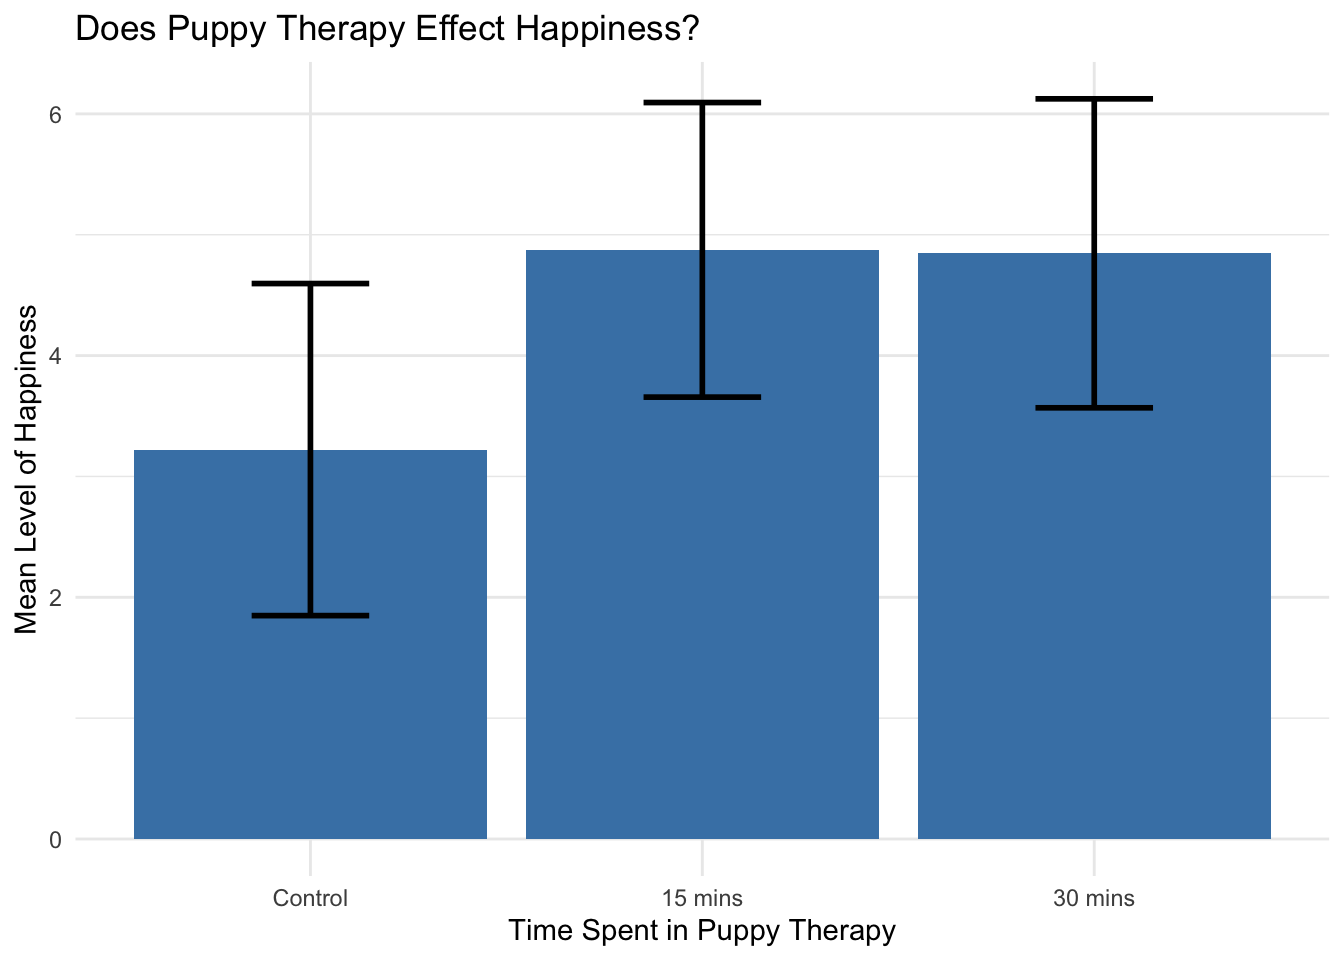 Does Puppy Therapy Effect Happiness?
Mean Level of Happiness
6
4
2
0
Control
15 mins
30 mins
Time Spent in Puppy Therapy